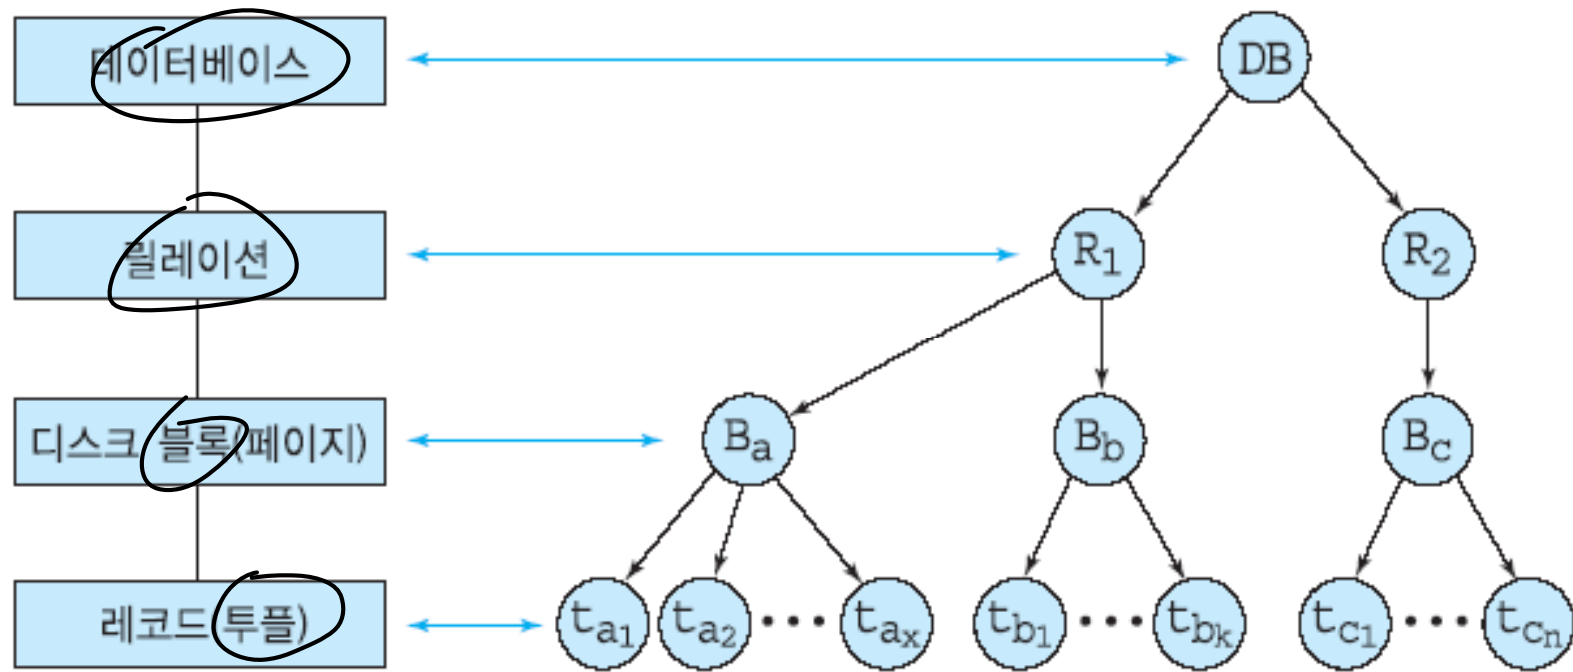 데이터베이스 DB
릴레이션 R1 R2
디스크 블록(페이지) Ba Bb Bc
레코드(투플) ta1 ta2 ••• tax tb1 ••• tbk tc1 ••• tcn